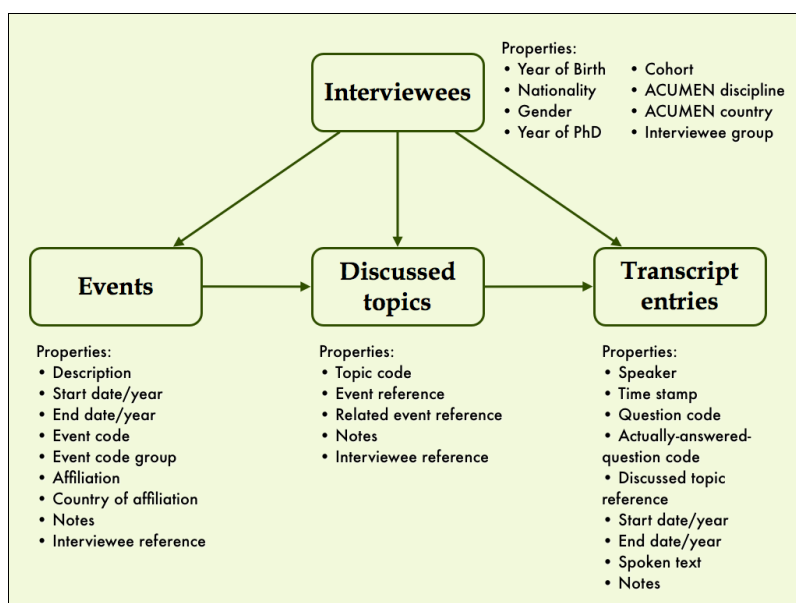 Interviewees
Properties:
• Year of Birth
• Nationality
• Gender
• Year of PhD
• Cohort
• ACUMEN discipline
• ACUMEN country
• Interviewee group
Events
Properties:
• Description
• Start date/year
• End date/year
• Event code
• Event code group
• Affiliation
• Country of affiliation
• Notes
• Interviewee reference
Discussed
topics
Properties:
• Topic code
• Event reference
• Related event reference
• Notes
• Interviewee reference
Transcript
entries
Properties:
• Speaker
• Time stamp
• Question code
• Actually-answered-
question code
• Discussed topic
reference
• Start date/year
• End date/year
• Spoken text
• Notes